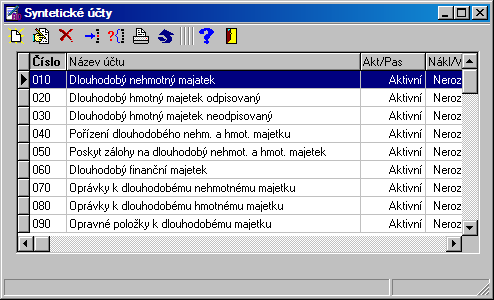 Syntetické účty
Číslo Název účtu Akt/Pas Nákl/V
010 Dlouhodobý nehmotný majatek Aktivní Neroz
020 Dlouhodobý hmotný majetek odpisovaný Aktivní Neroz
030 Dlouhodobý hmotný majetek neodpisovaný Aktivní Neroz
040 Pořízení dlouhodobého nehm. a hmot. majetku Aktivní Neroz
050 Poskyt zálohy na dlouhodobý nehmot. a hmot. majetek Aktivní Neroz
060 Dlouhodobý finanční majetek Aktivní Neroz
070 Oprávky k dlouhodobému nehmotnému majetku Aktivní Neroz
080 Oprávky k dlouhodobému hmotnému majetku Aktivní Neroz
090 Opravné položky k dlouhodobému majetku Aktivní Neroz